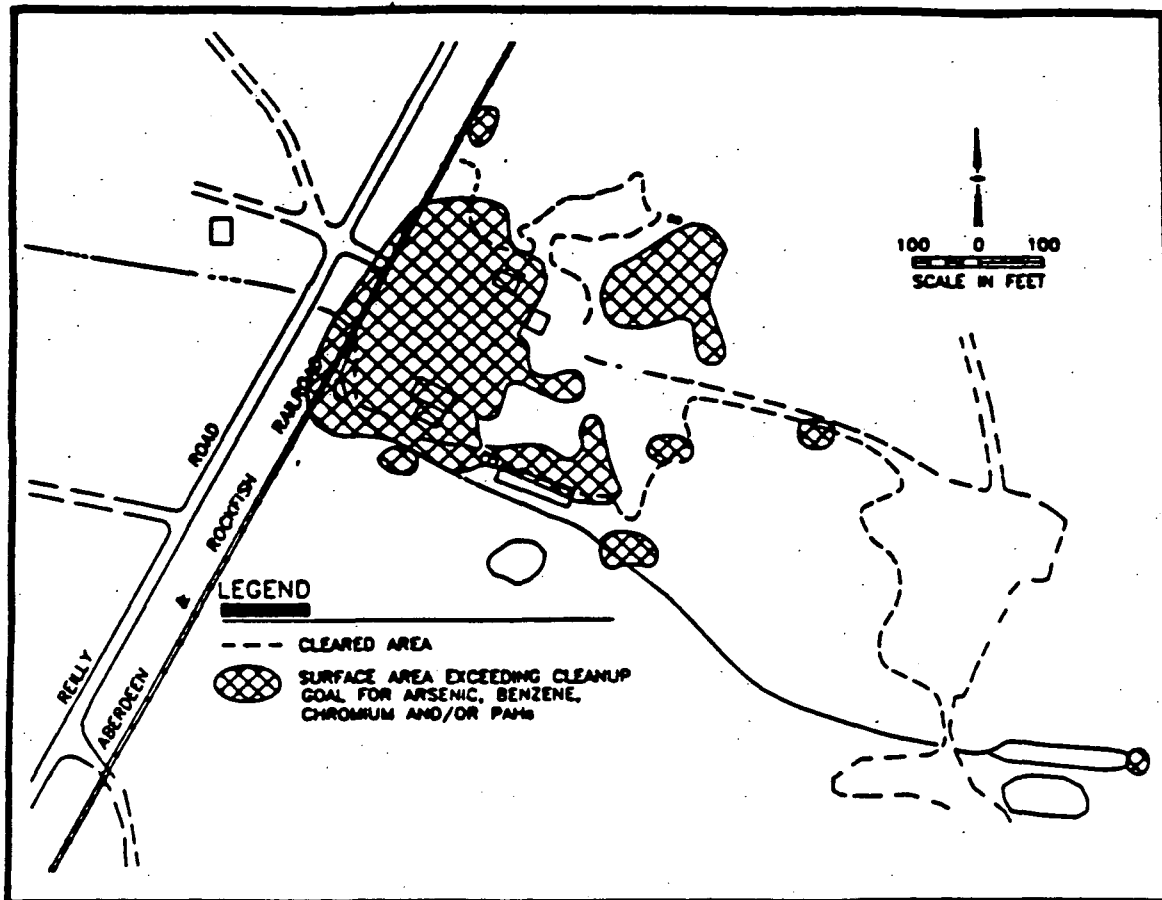 100 0 100
SCALE IN FEET
REILLY ROAD
ABERDEEN & ROCKFISH RAILROAD
LEGEND
CLEARED AREA
SURFACE AREA EXCEEDING CLEANUP
GOAL FOR ARSENIC, BENZENE,
CHROMIUM AND/OR PAHs